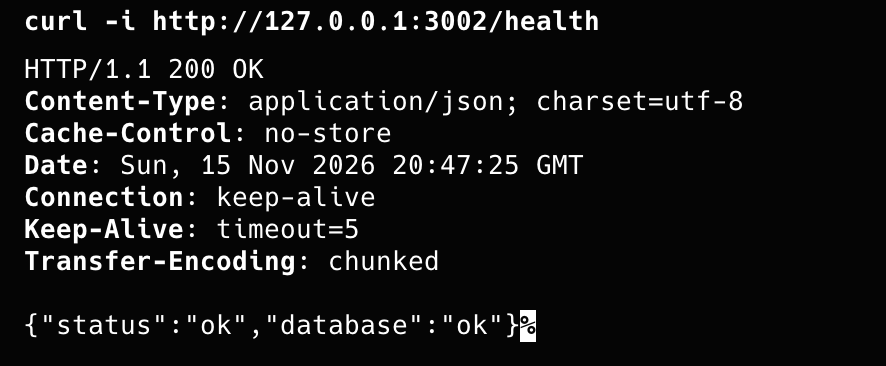 curl -i http://127.0.0.1:3002/health
HTTP/1.1 200 OK
Content-Type: application/json; charset=utf-8
Cache-Control: no-store
Date: Sun, 15 Nov 2026 20:47:25 GMT
Connection: keep-alive
Keep-Alive: timeout=5
Transfer-Encoding: chunked
{"status":"ok","database":"ok"}%